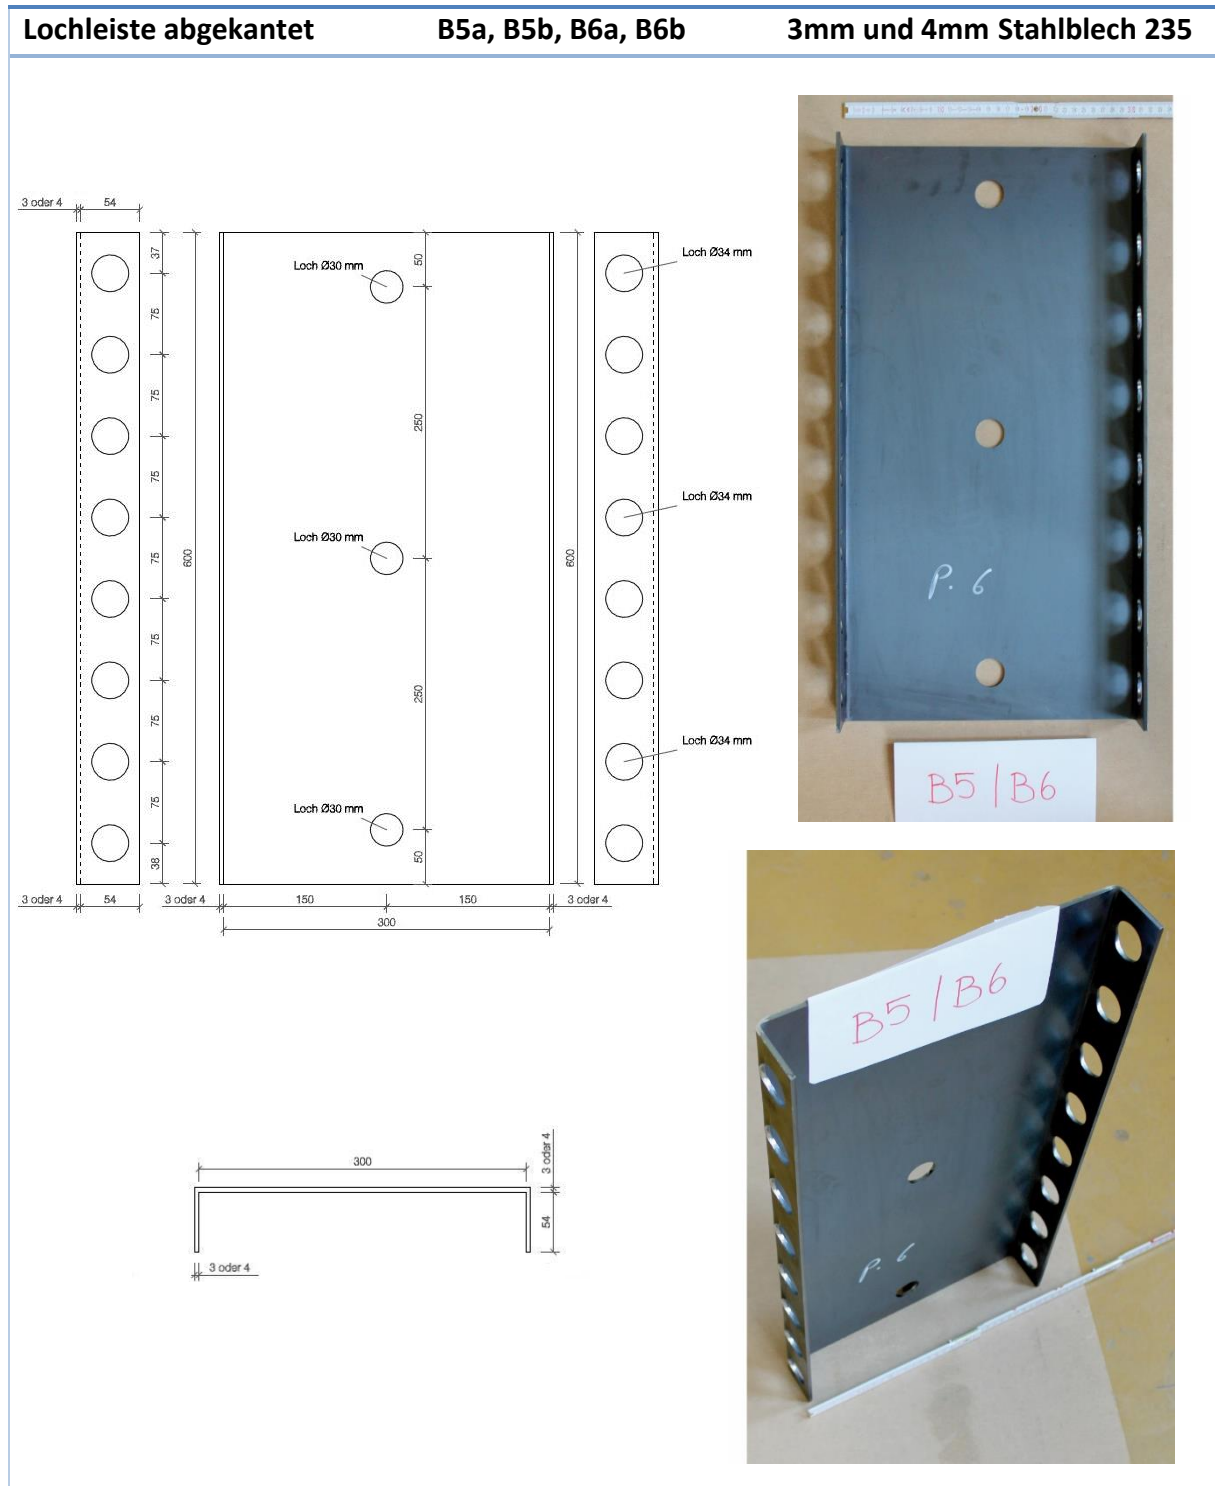 Lochleiste abgekantet B5a, B5b, B6a, B6b 3mm und 4mm Stahlblech 235
3 oder 4 54
37
75
75
75
75
75
75
75
38
600
3 oder 4 54
Loch Ø30 mm
Loch Ø30 mm
Loch Ø30 mm
50
250
250
50
3 oder 4 150 150 3 oder 4
300
600
Loch Ø34 mm
Loch Ø34 mm
Loch Ø34 mm
P. 6
B5 / B6
300
3 oder 4
54
3 oder 4
B5 / B6
P. 6